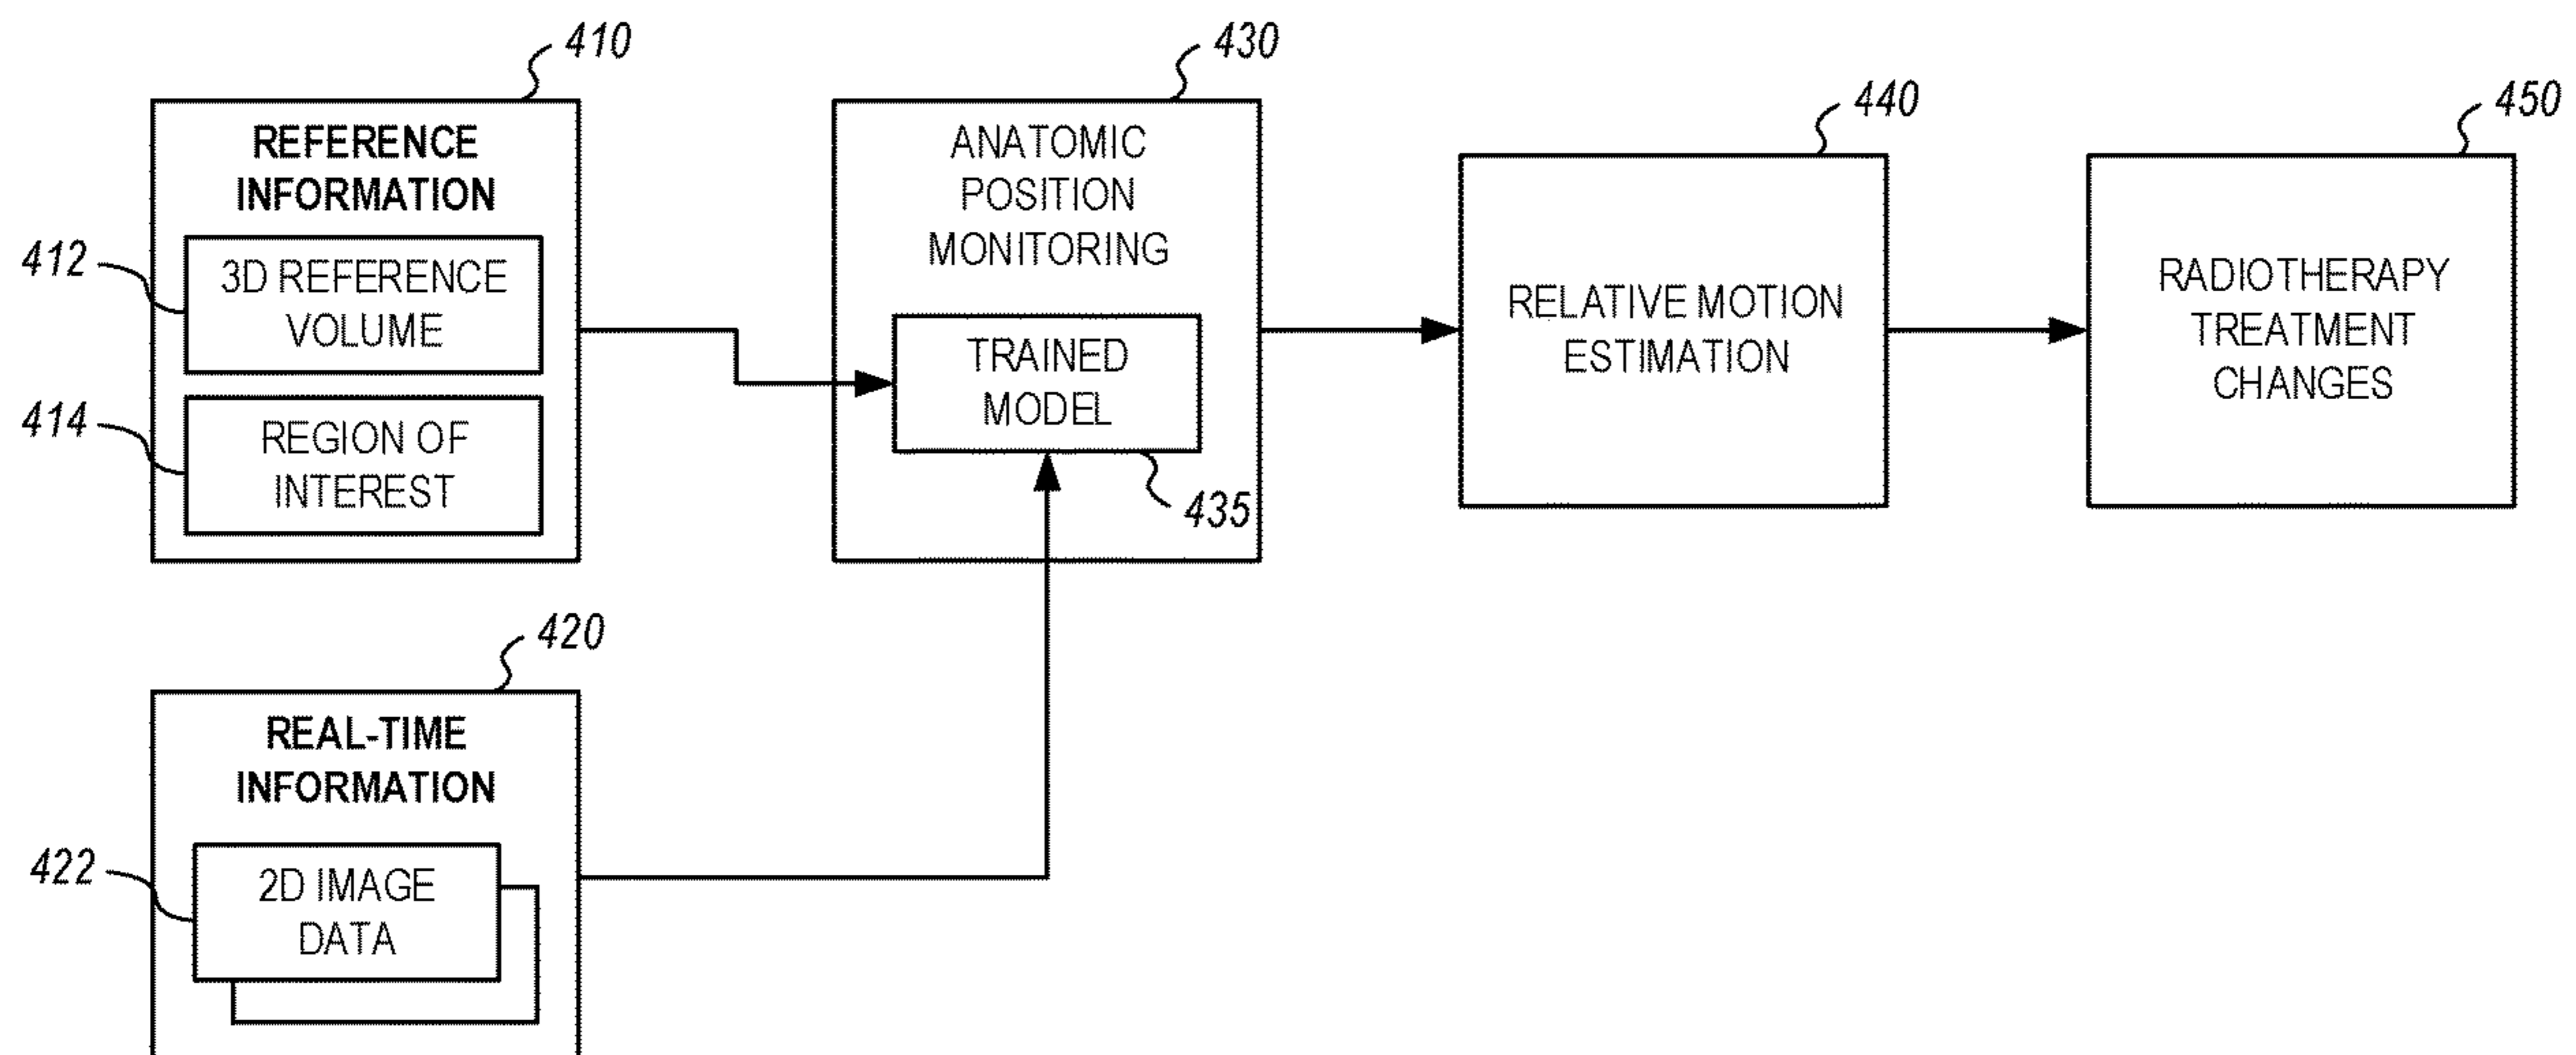 410
REFERENCE
INFORMATION
412
3D REFERENCE
VOLUME
414
REGION OF
INTEREST
420
REAL-TIME
INFORMATION
422
2D IMAGE
DATA
430
ANATOMIC
POSITION
MONITORING
TRAINED
MODEL
435
440
RELATIVE MOTION
ESTIMATION
450
RADIOTHERAPY
TREATMENT
CHANGES